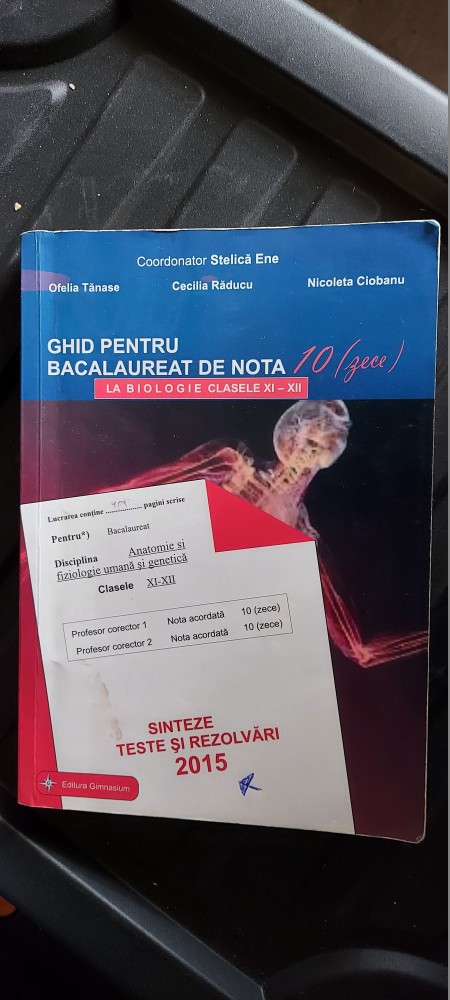 Coordonator Stelică Ene
Ofelia Tănase Cecilia Răducu Nicoleta Ciobanu
GHID PENTRU
BACALAUREAT DE NOTA 10 (zece)
LA BIOLOGIE CLASELE XI – XII
Lucrarea conține .................. pagini scrise
Pentru*) Bacalaureat
Disciplina Anatomie si
fiziologie umană și genetică
Clasele XI-XII
Profesor corector 1 Nota acordată 10 (zece)
Profesor corector 2 Nota acordată 10 (zece)
SINTEZE
TESTE ȘI REZOLVĂRI
2015
Editura Gimnasium